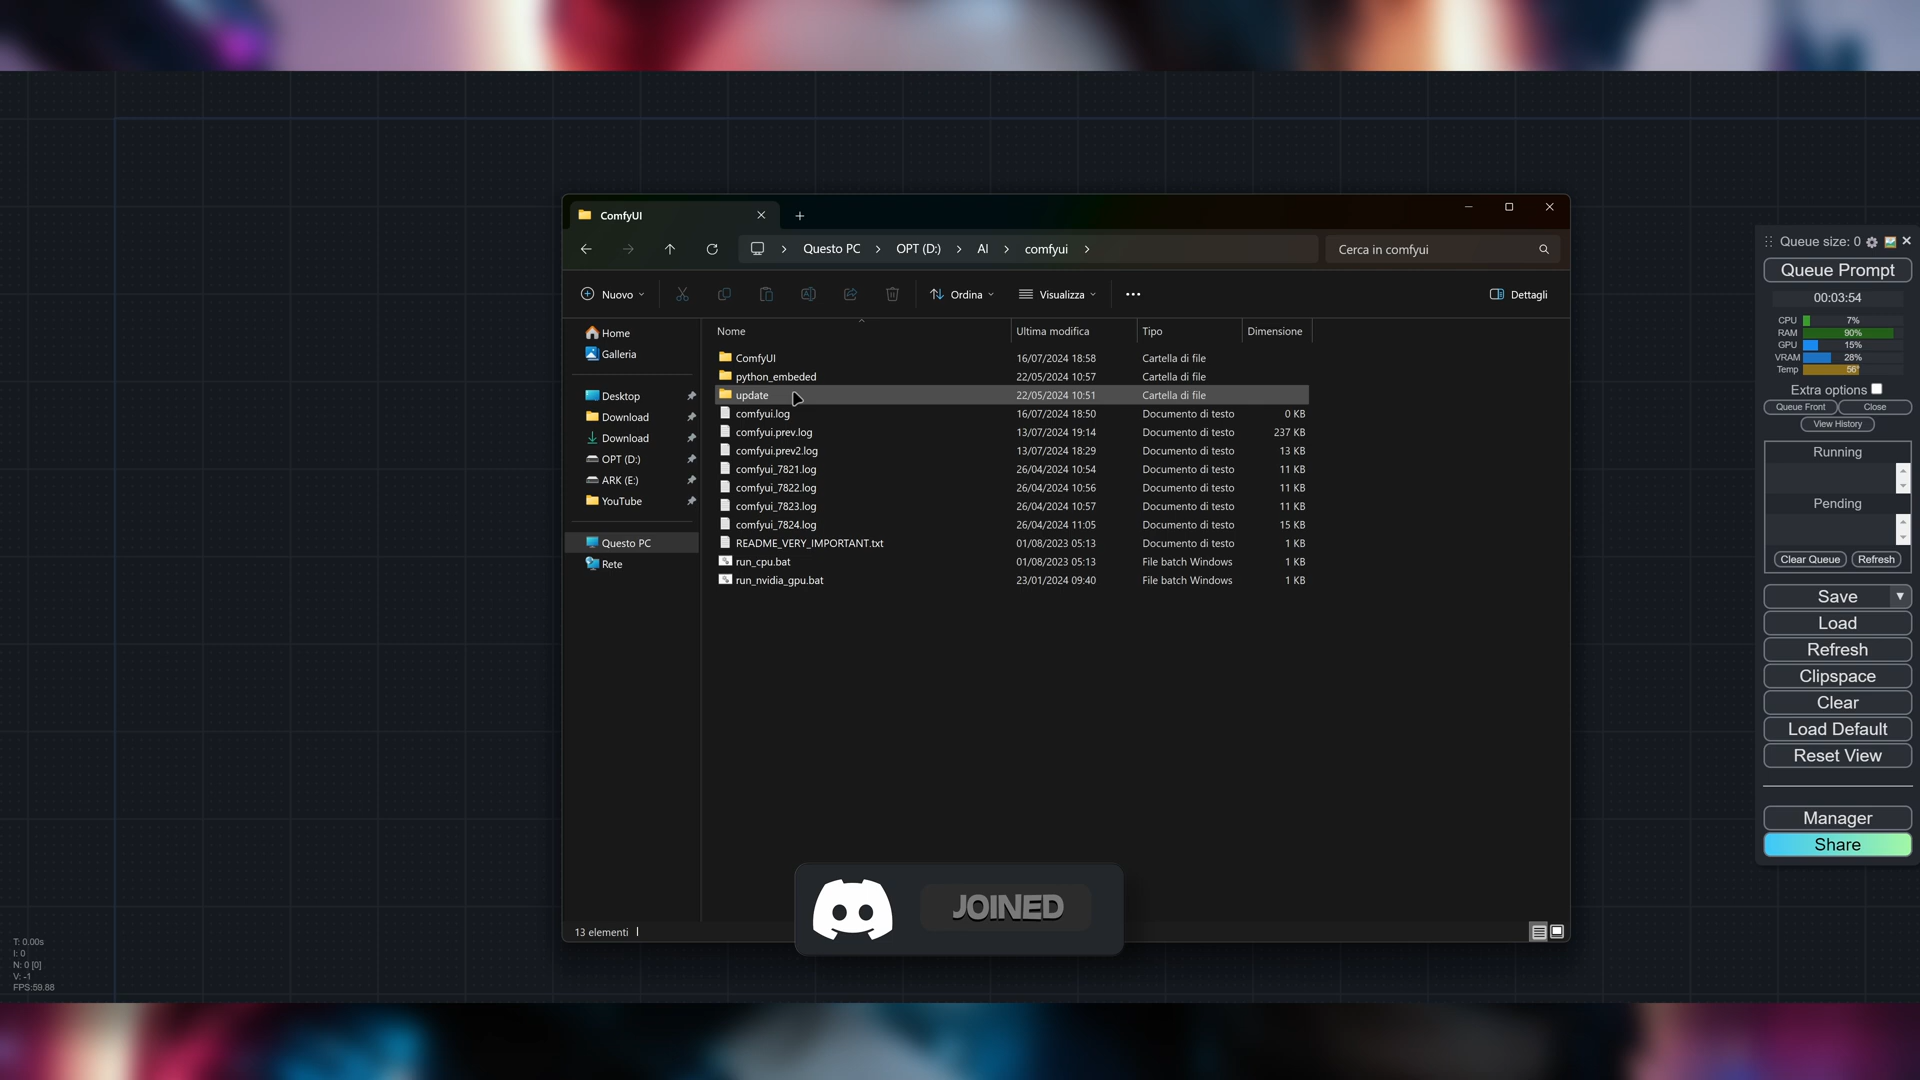 ComfyUI
Questo PC > OPT (D:) > AI > comfyui >
Cerca in comfyui
Nuovo
Ordina
Visualizza
Dettagli
Home
Galleria
Desktop
Download
Download
OPT (D:)
ARK (E:)
YouTube
Questo PC
Rete
Nome Ultima modifica Tipo Dimensione
ComfyUI 16/07/2024 18:58 Cartella di file
python_embeded 22/05/2024 10:57 Cartella di file
update 22/05/2024 10:51 Cartella di file
comfyui.log 16/07/2024 18:50 Documento di testo 0 KB
comfyui.prev.log 13/07/2024 19:14 Documento di testo 237 KB
comfyui.prev2.log 13/07/2024 18:29 Documento di testo 13 KB
comfyui_7821.log 26/04/2024 10:54 Documento di testo 11 KB
comfyui_7822.log 26/04/2024 10:56 Documento di testo 11 KB
comfyui_7823.log 26/04/2024 10:57 Documento di testo 11 KB
comfyui_7824.log 26/04/2024 11:05 Documento di testo 15 KB
README_VERY_IMPORTANT.txt 01/08/2023 05:13 Documento di testo 1 KB
run_cpu.bat 01/08/2023 05:13 File batch Windows 1 KB
run_nvidia_gpu.bat 23/01/2024 09:40 File batch Windows 1 KB
13 elementi
JOINED
Queue size: 0
Queue Prompt
00:03:54
CPU 7%
RAM 90%
GPU 15%
VRAM 28%
Temp 56°
Extra options
Queue Front Close
View History
Running
Pending
Clear Queue Refresh
Save
Load
Refresh
Clipspace
Clear
Load Default
Reset View
Manager
Share
T: 0.00s
I: 0
N: 0 [0]
V: -1
FPS:59.88